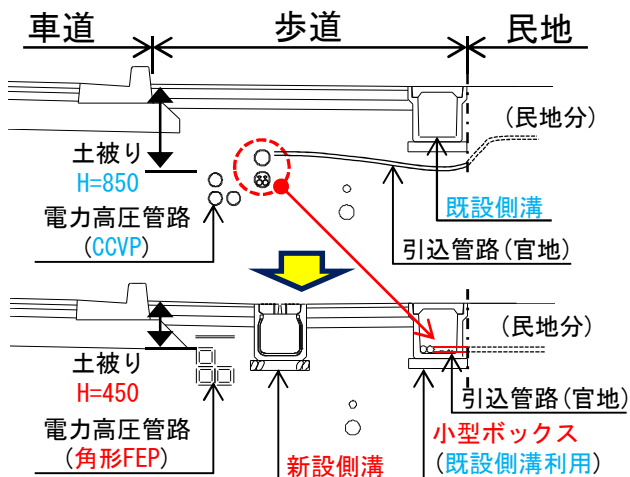 車道
歩道
民地
土被り
H=850
電力高圧管路
(CCVP)
(民地分)
既設側溝
引込管路(官地)
土被り
H=450
電力高圧管路
(角形FEP)
新設側溝
(民地分)
引込管路(官地)
小型ボックス
(既設側溝利用)